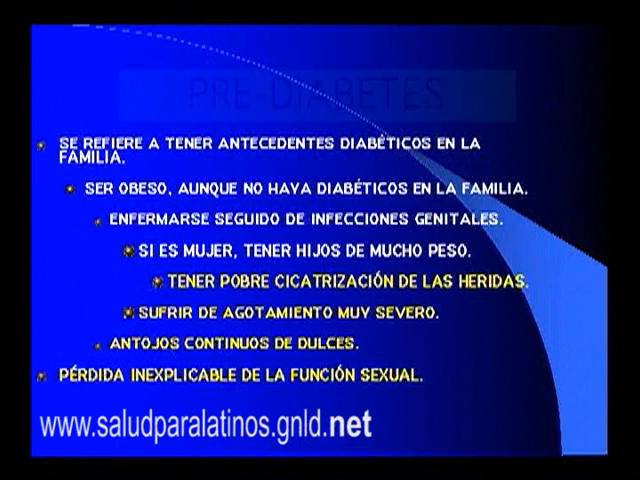 PRE-DIABETES
SE REFIERE A TENER ANTECEDENTES DIABÉTICOS EN LA
FAMILIA.
SER OBESO, AUNQUE NO HAYA DIABÉTICOS EN LA FAMILIA.
ENFERMARSE SEGUIDO DE INFECCIONES GENITALES.
SI ES MUJER, TENER HIJOS DE MUCHO PESO.
TENER POBRE CICATRIZACIÓN DE LAS HERIDAS.
SUFRIR DE AGOTAMIENTO MUY SEVERO.
ANTOJOS CONTINUOS DE DULCES.
PÉRDIDA INEXPLICABLE DE LA FUNCIÓN SEXUAL.
www.saludparalatinos.gnld.net